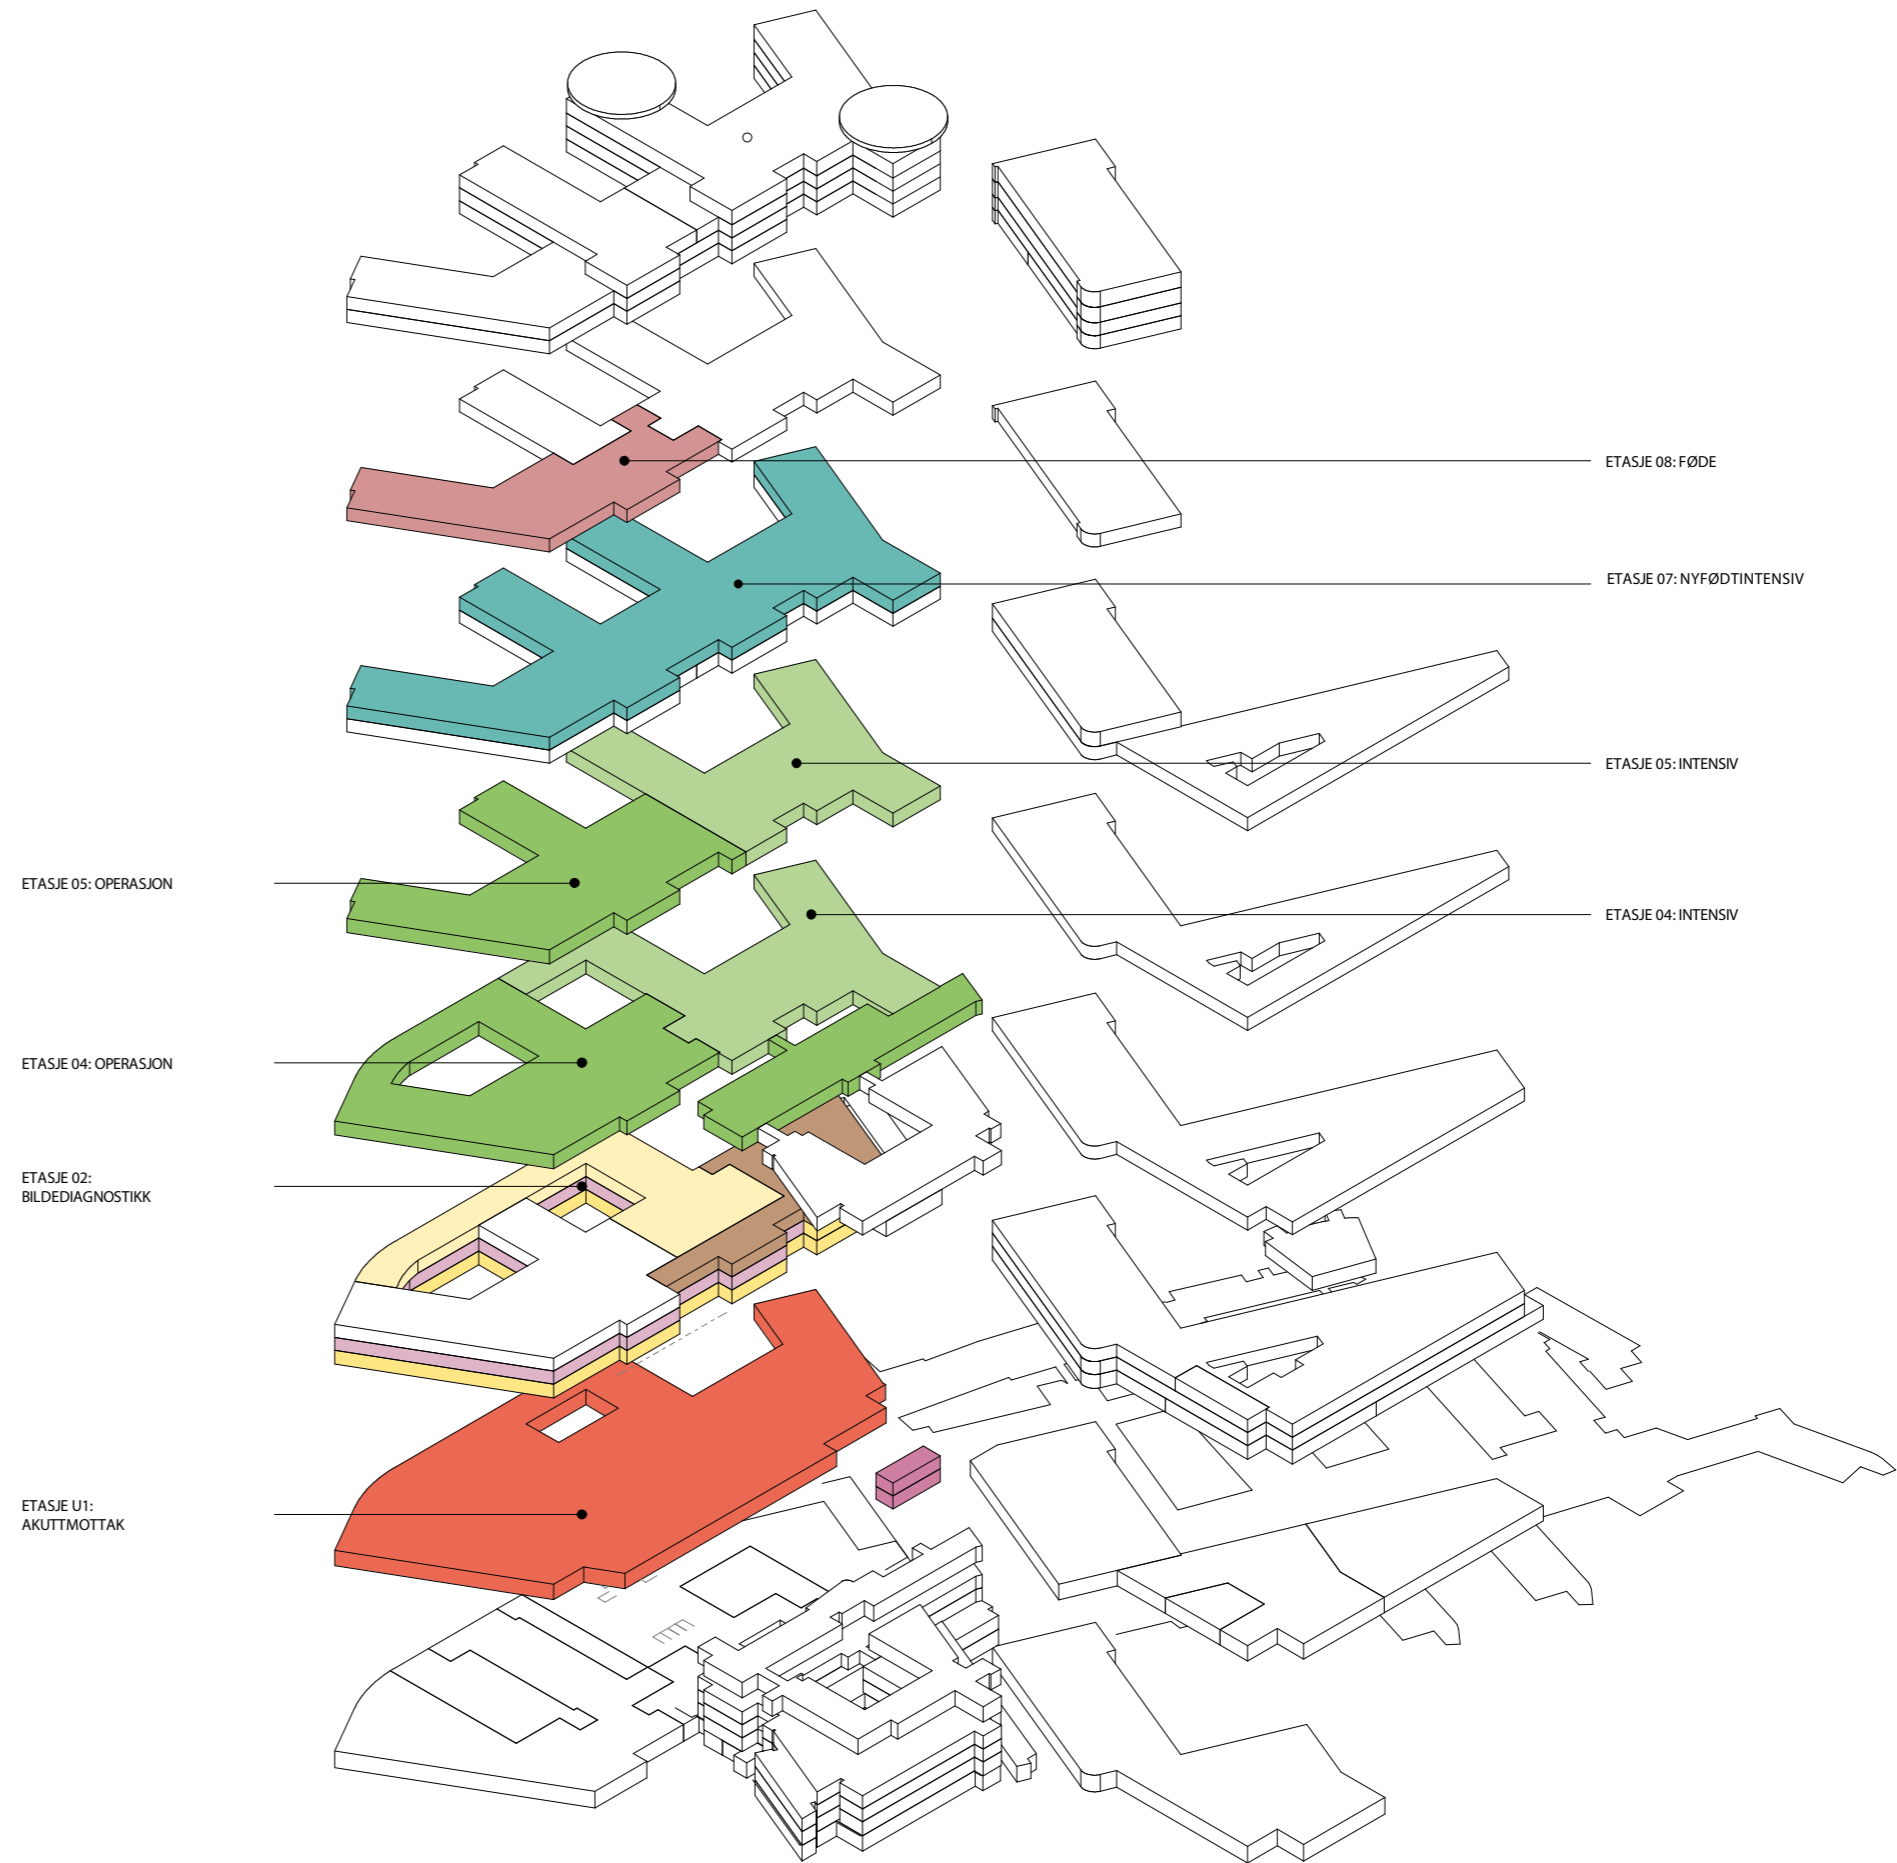 ETASJE 08: FØDE
ETASJE 07: NYFØDTINTENSIV
ETASJE 05: INTENSIV
ETASJE 05: OPERASJON
ETASJE 04: INTENSIV
ETASJE 04: OPERASJON
ETASJE 02:
BILDEDIAGNOSTIKK
ETASJE U1:
AKUTTMOTTAK